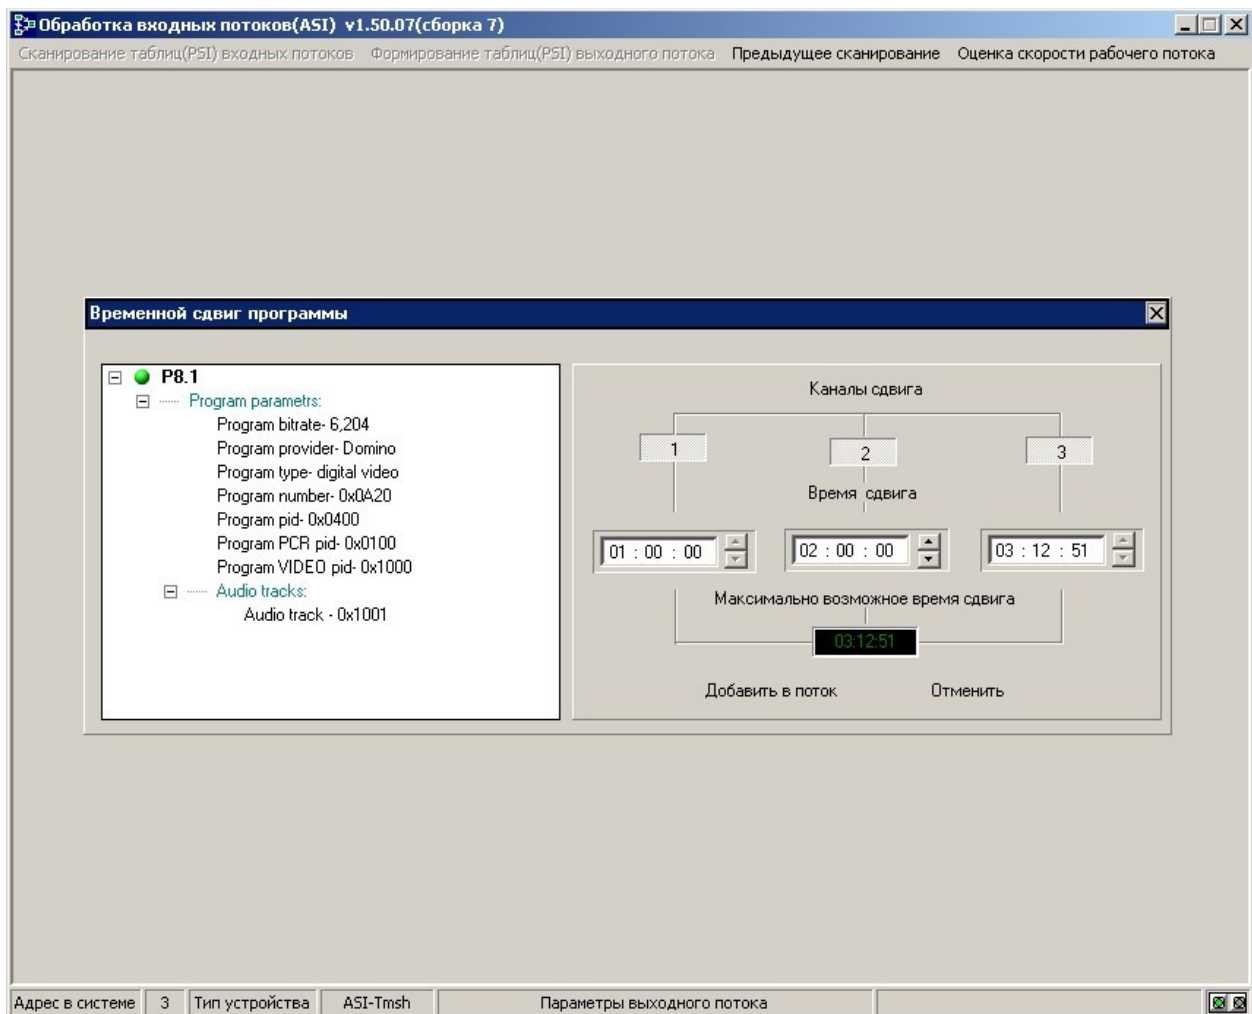 Обработка входных потоков(ASI) v1.50.07(сборка 7)
Сканирование таблиц(PSI) входных потоков Формирование таблиц(PSI) выходного потока Предыдущее сканирование Оценка скорости рабочего потока
Временной сдвиг программы
P8.1
Program parametrs:
Program bitrate- 6,204
Program provider- Domino
Program type- digital video
Program number- 0x0A20
Program pid- 0x0400
Program PCR pid- 0x0100
Program VIDEO pid- 0x1000
Audio tracks:
Audio track - 0x1001
Каналы сдвига
1 2 3
Время сдвига
01 : 00 : 00 02 : 00 : 00 03 : 12 : 51
Максимально возможное время сдвига
03:12:51
Добавить в поток Отменить
Адрес в системе 3 Тип устройства ASI-Tmsh Параметры выходного потока